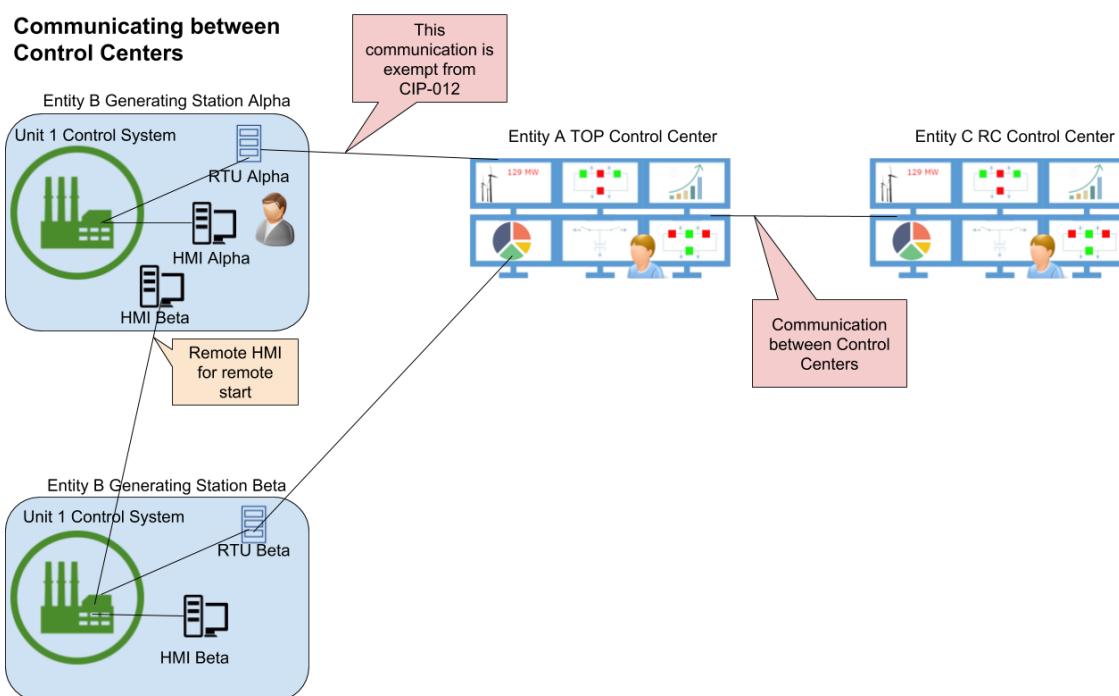 Communicating between
Control Centers
This
communication is
exempt from
CIP-012
Entity B Generating Station Alpha
Unit 1 Control System
RTU Alpha
HMI Alpha
HMI Beta
Remote HMI
for remote
start
Entity A TOP Control Center
129 MW
Entity C RC Control Center
129 MW
Communication
between Control
Centers
Entity B Generating Station Beta
Unit 1 Control System
RTU Beta
HMI Beta